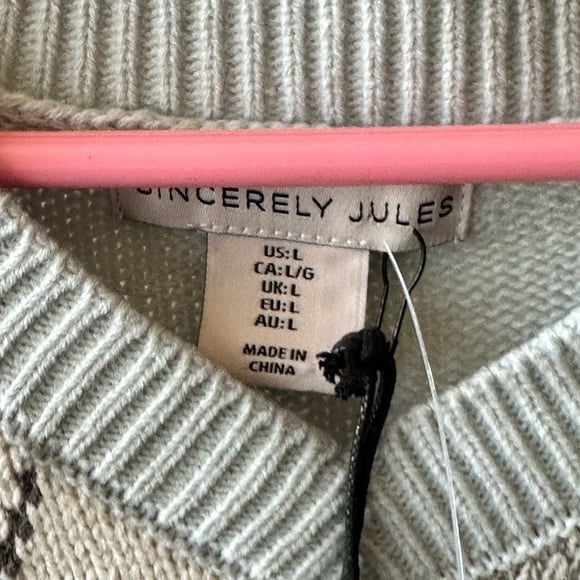 SINCERELY JULES
US: L
CA: L/G
UK: L
EU: L
AU: L
MADE IN
CHINA